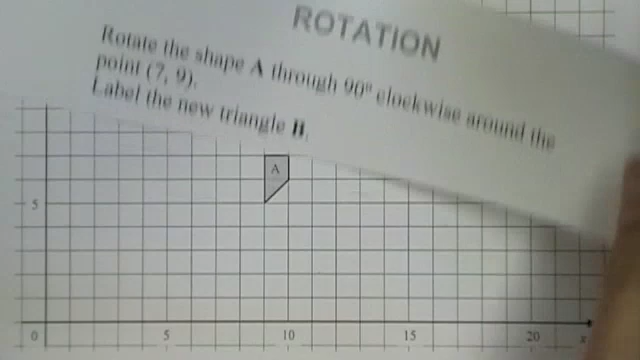 ROTATION
Rotate the shape A through 90° clockwise around the
point (7, 9).
Label the new triangle B.
A
5
0 5 10 15 20 x